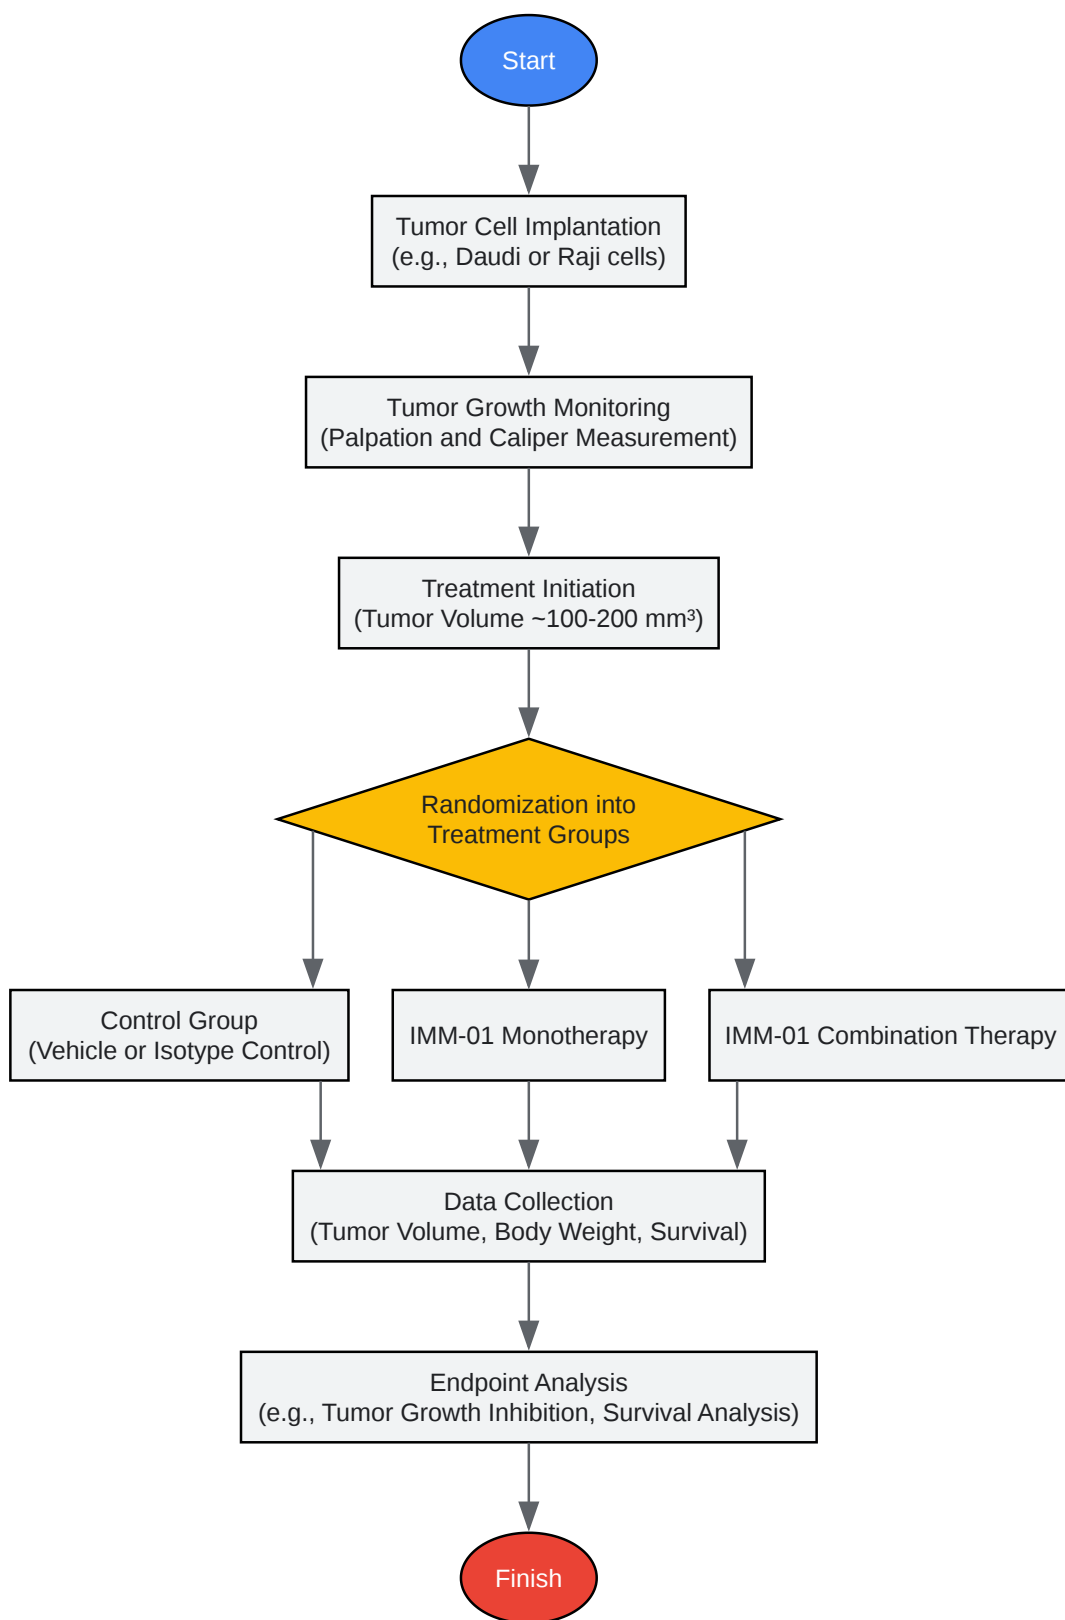 Start
Tumor Cell Implantation
(e.g., Daudi or Raji cells)
Tumor Growth Monitoring
(Palpation and Caliper Measurement)
Treatment Initiation
(Tumor Volume ~100-200 mm³)
Randomization into
Treatment Groups
Control Group
(Vehicle or Isotype Control)
IMM-01 Monotherapy
IMM-01 Combination Therapy
Data Collection
(Tumor Volume, Body Weight, Survival)
Endpoint Analysis
(e.g., Tumor Growth Inhibition, Survival Analysis)
Finish